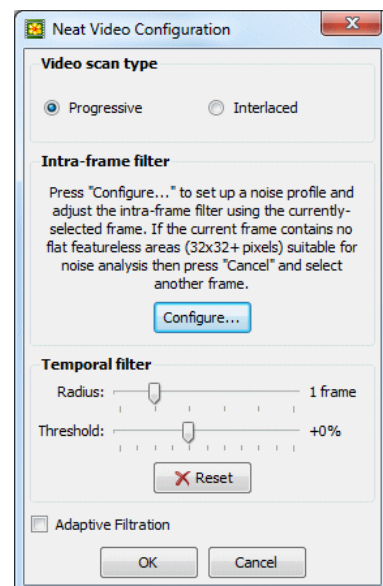 Neat Video Configuration
Video scan type
Progressive Interlaced
Intra-frame filter
Press "Configure..." to set up a noise profile and
adjust the intra-frame filter using the currently-
selected frame. If the current frame contains no
flat featureless areas (32x32+ pixels) suitable for
noise analysis then press "Cancel" and select
another frame.
Configure...
Temporal filter
Radius: 1 frame
Threshold: +0%
Reset
Adaptive Filtration
OK Cancel